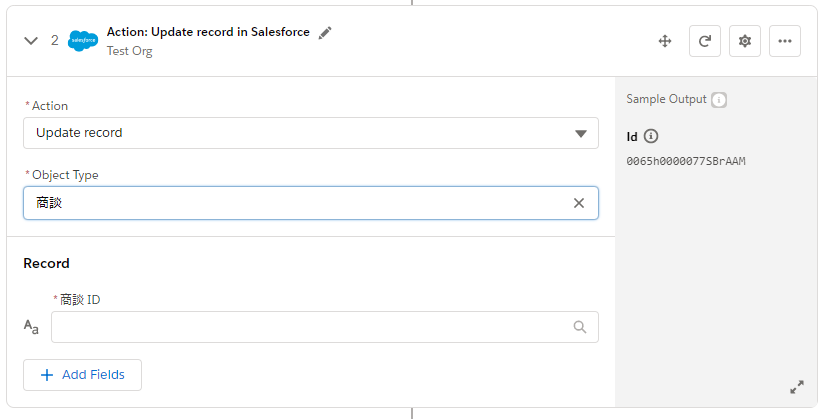 2
salesforce
Action: Update record in Salesforce
Test Org
* Action
Update record
* Object Type
商談
Record
* 商談 ID
Aa
+ Add Fields
Sample Output
Id
0065h0000077SBrAAM